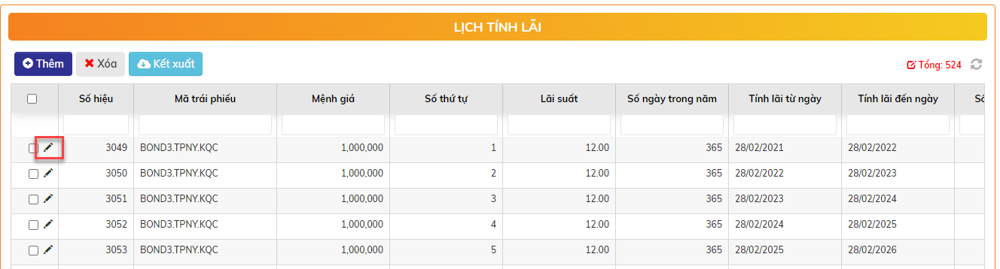 LỊCH TÍNH LÃI
Thêm Xóa Kết xuất Tổng: 524
Số hiệu Mã trái phiếu Mệnh giá Số thứ tự Lãi suất Số ngày trong năm Tính lãi từ ngày Tính lãi đến ngày Số
3049 BOND3.TPNY.KQC 1,000,000 1 12.00 365 28/02/2021 28/02/2022
3050 BOND3.TPNY.KQC 1,000,000 2 12.00 365 28/02/2022 28/02/2023
3051 BOND3.TPNY.KQC 1,000,000 3 12.00 365 28/02/2023 28/02/2024
3052 BOND3.TPNY.KQC 1,000,000 4 12.00 365 28/02/2024 28/02/2025
3053 BOND3.TPNY.KQC 1,000,000 5 12.00 365 28/02/2025 28/02/2026